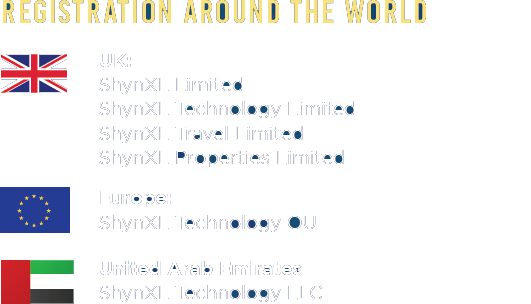 REGISTRATION AROUND THE WORLD
UK:
ShynXL Limited
ShynXL Technology Limited
ShynXL Travel Limited
ShynXL Properties Limited
Europe:
ShynXL Technology OU
United Arab Emirates
ShynXL Technology LLC